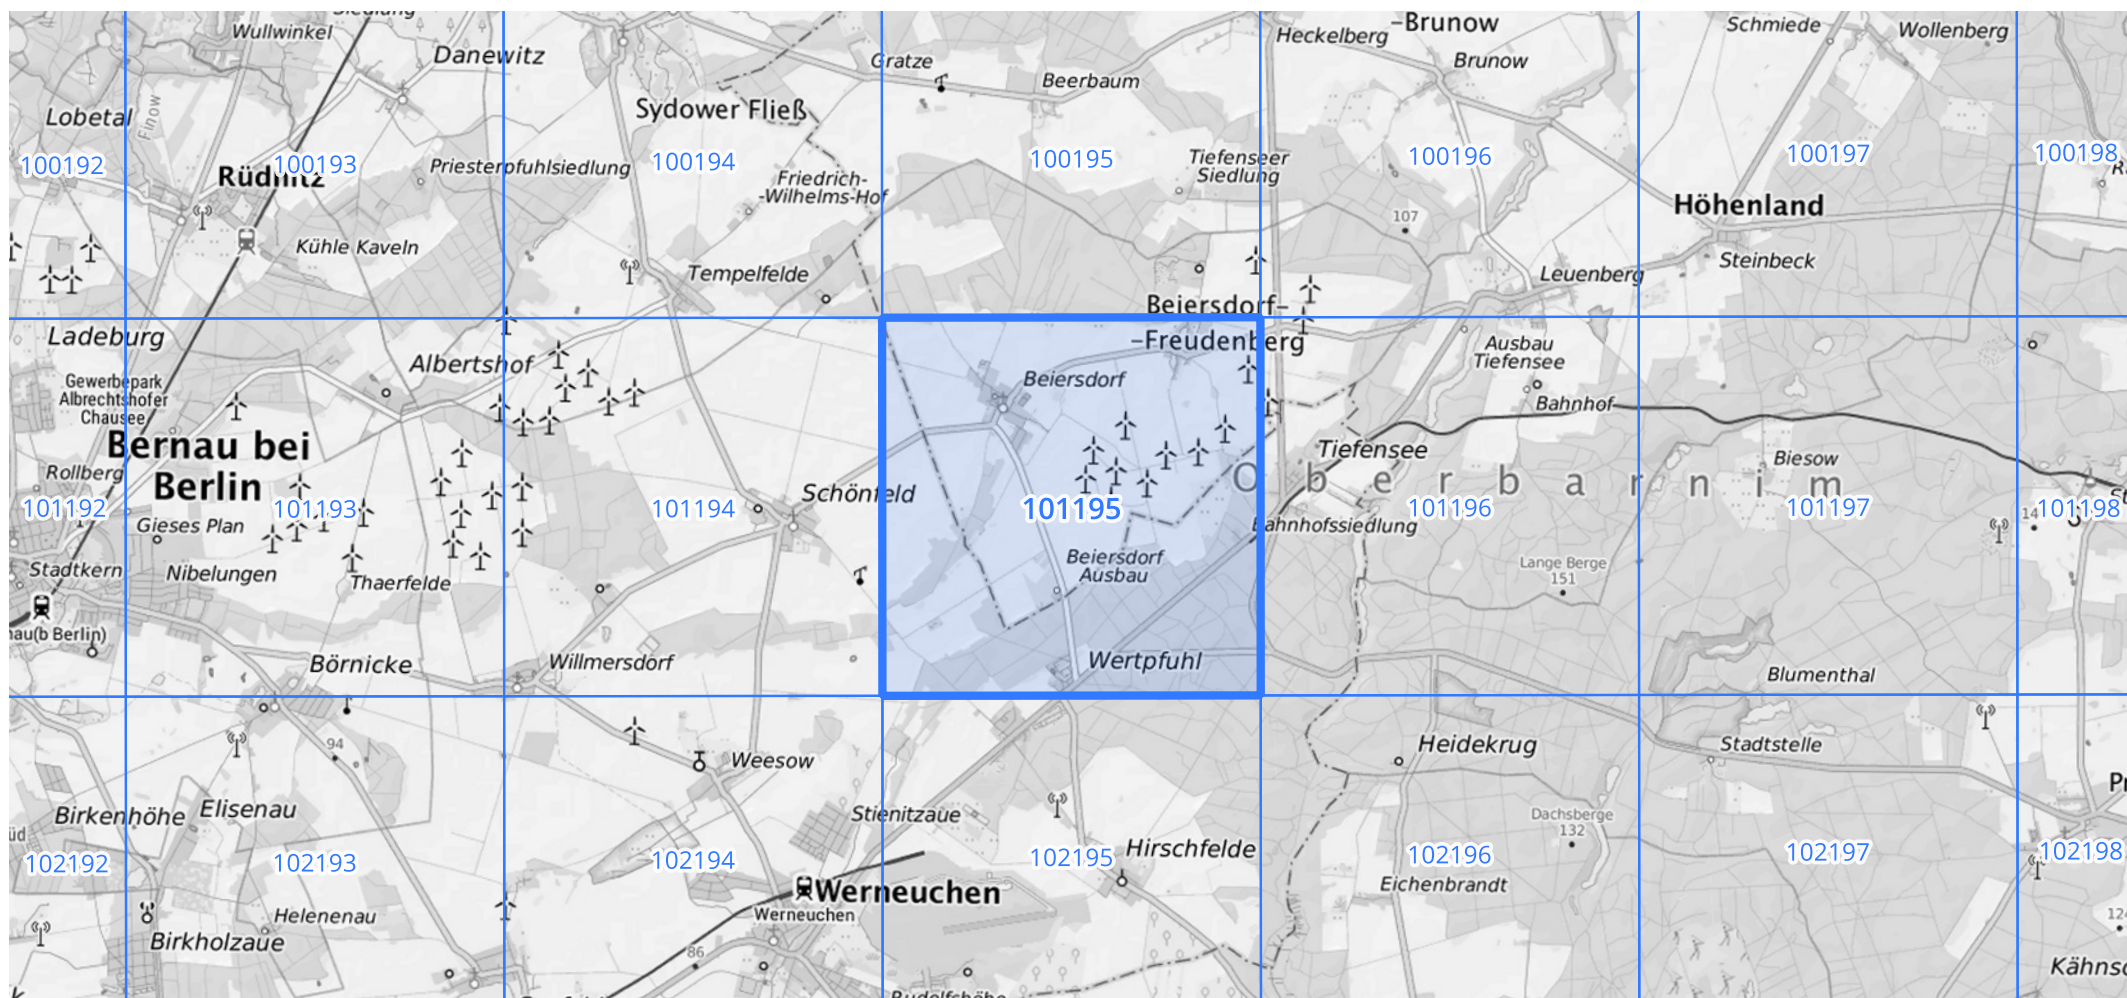 Wullwinkel
Danewitz
Lobetal
Finow
Rüdnitz
Priesterpfuhlsiedlung
Kühle Kaveln
Sydower Fließ
Friedrich-
-Wilhelms-Hof
Tempelfelde
Gratze
Beerbaum
Tiefenseer
Siedlung
Heckelberg
-Brunow
Brunow
107
Leuenberg
Schmiede
Wollenberg
Höhenland
Steinbeck
100192
100193
100194
100195
100196
100197
100198
Beiersdorf-
-Freudenberg
Ladeburg
Gewerbepark
Albrechtshofer
Chausee
Albertshof
Bernau bei
Berlin
Rollberg
Gieses Plan
Stadtkern
Nibelungen
Thaerfelde
Börnicke
Schönfeld
Willmersdorf
Beiersdorf
Beiersdorf
Ausbau
Wertpfuhl
Ausbau
Tiefensee
Bahnhof
Tiefensee
Oberbarnim
Bahnhofssiedlung
Lange Berge
151
Biesow
Blumenthal
101192
101193
101194
101195
101196
101197
101198
94
Birkenhöhe
Elisenau
Helenenau
Birkholzaue
Weesow
Stienitzaue
Werneuchen
Werneuchen
86
Hirschfelde
Heidekrug
Dachsberge
132
Eichenbrandt
Stadtstelle
102192
102193
102194
102195
102196
102197
102198